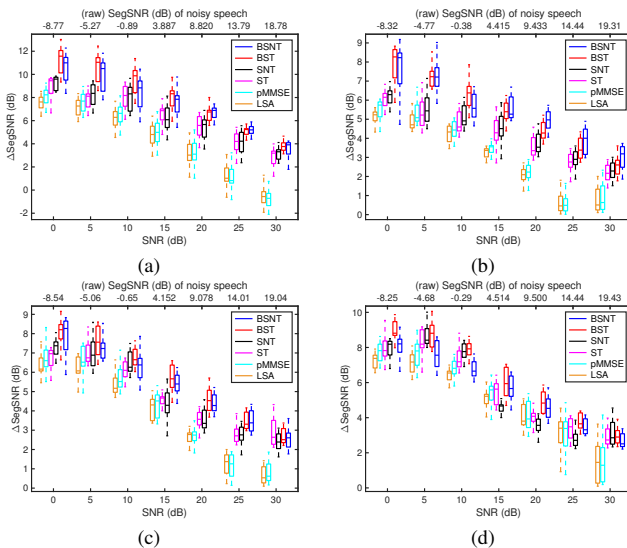 (raw) SegSNR (dB) of noisy speech
-8.77 -5.27 -0.89 3.887 8.820 13.79 18.78
12
10
8
6
4
2
0
-2
ΔSegSNR (dB)
BSNT
BST
SNT
ST
pMMSE
LSA
0 5 10 15 20 25 30
SNR (dB)
(a)
(raw) SegSNR (dB) of noisy speech
-8.32 -4.77 -0.38 4.415 9.433 14.44 19.31
9
8
7
6
5
4
3
2
1
0
ΔSegSNR (dB)
BSNT
BST
SNT
ST
pMMSE
LSA
0 5 10 15 20 25 30
SNR (dB)
(b)
(raw) SegSNR (dB) of noisy speech
-8.54 -5.06 -0.65 4.152 9.078 14.01 19.04
9
8
7
6
5
4
3
2
1
0
ΔSegSNR (dB)
BSNT
BST
SNT
ST
pMMSE
LSA
0 5 10 15 20 25 30
SNR (dB)
(c)
(raw) SegSNR (dB) of noisy speech
-8.25 -4.68 -0.29 4.514 9.500 14.44 19.43
10
8
6
4
2
0
ΔSegSNR (dB)
BSNT
BST
SNT
ST
pMMSE
LSA
0 5 10 15 20 25 30
SNR (dB)
(d)